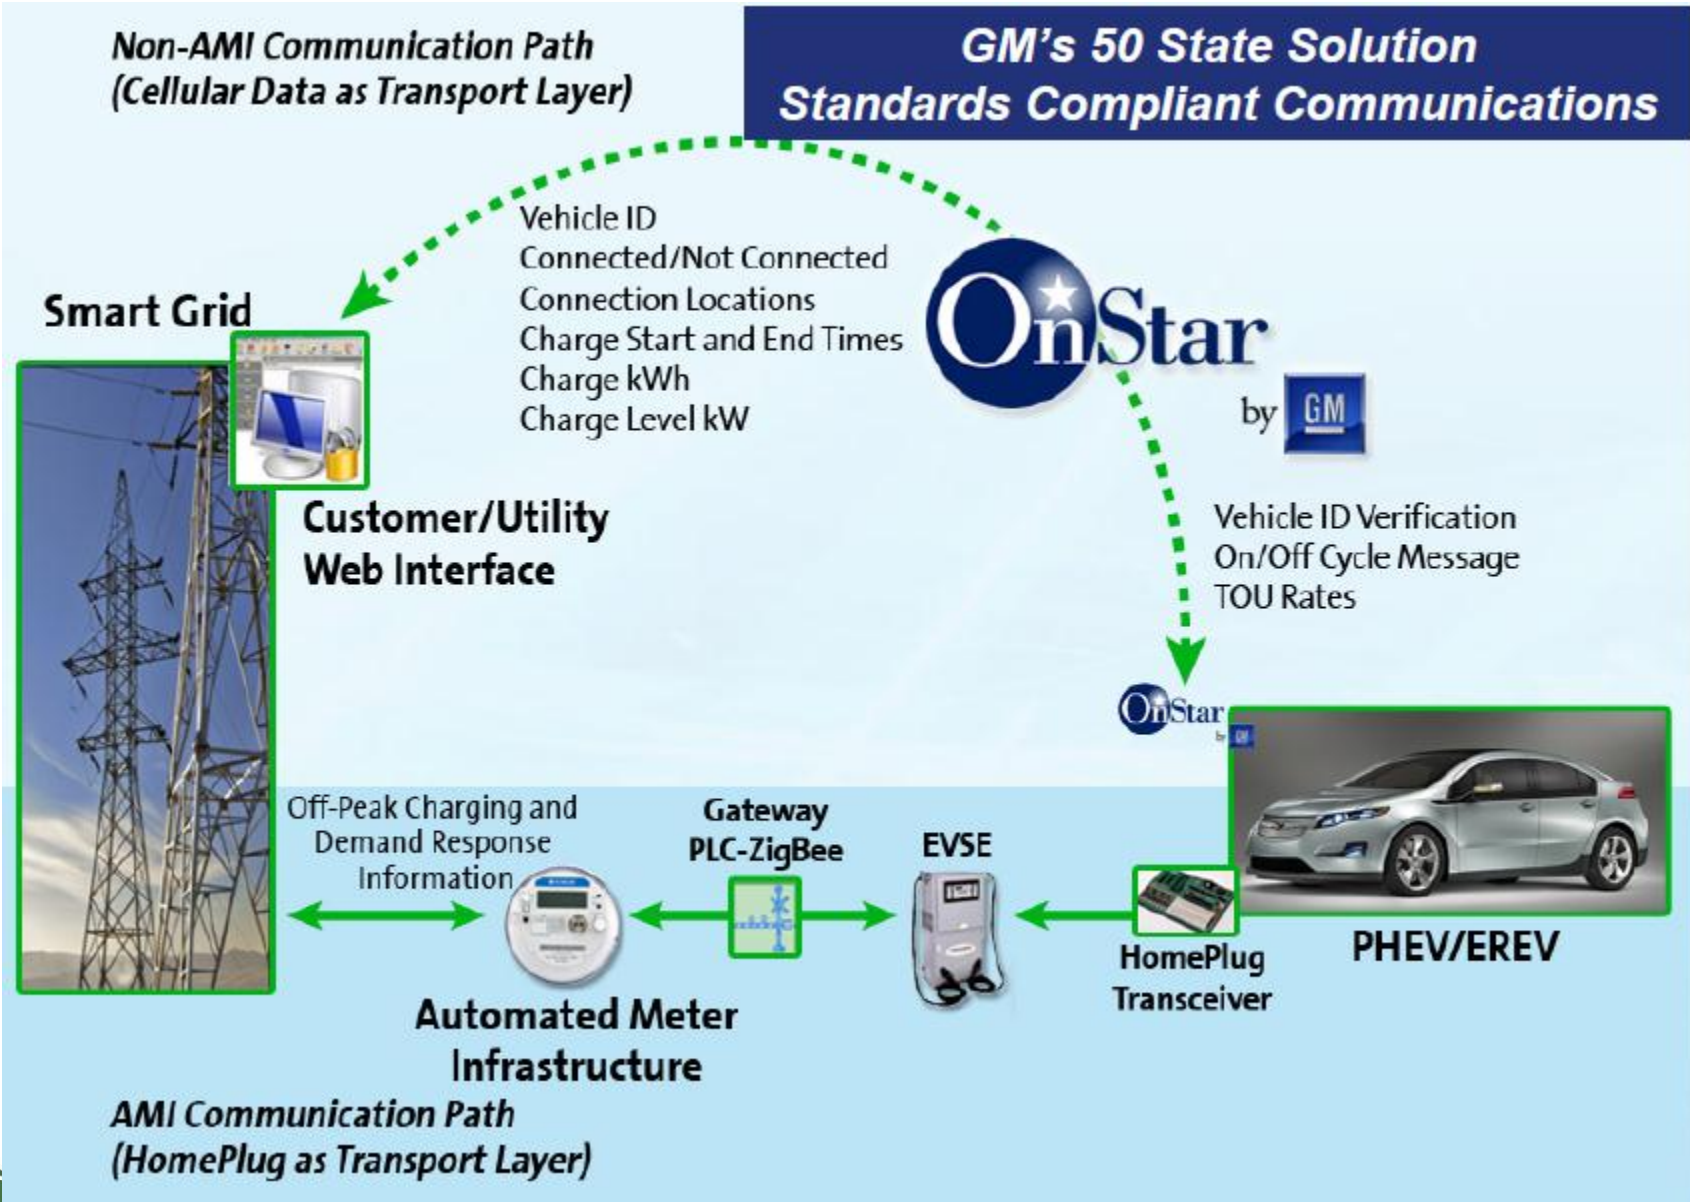 Non-AMI Communication Path
(Cellular Data as Transport Layer)
GM's 50 State Solution
Standards Compliant Communications
Vehicle ID
Connected/Not Connected
Connection Locations
Charge Start and End Times
Charge kWh
Charge Level kW
OnStar
by GM
Smart Grid
Customer/Utility
Web Interface
Vehicle ID Verification
On/Off Cycle Message
TOU Rates
OnStar
by GM
Off-Peak Charging and
Demand Response
Information
Gateway
PLC-ZigBee
EVSE
HomePlug
Transceiver
PHEV/EREV
Automated Meter
Infrastructure
AMI Communication Path
(HomePlug as Transport Layer)